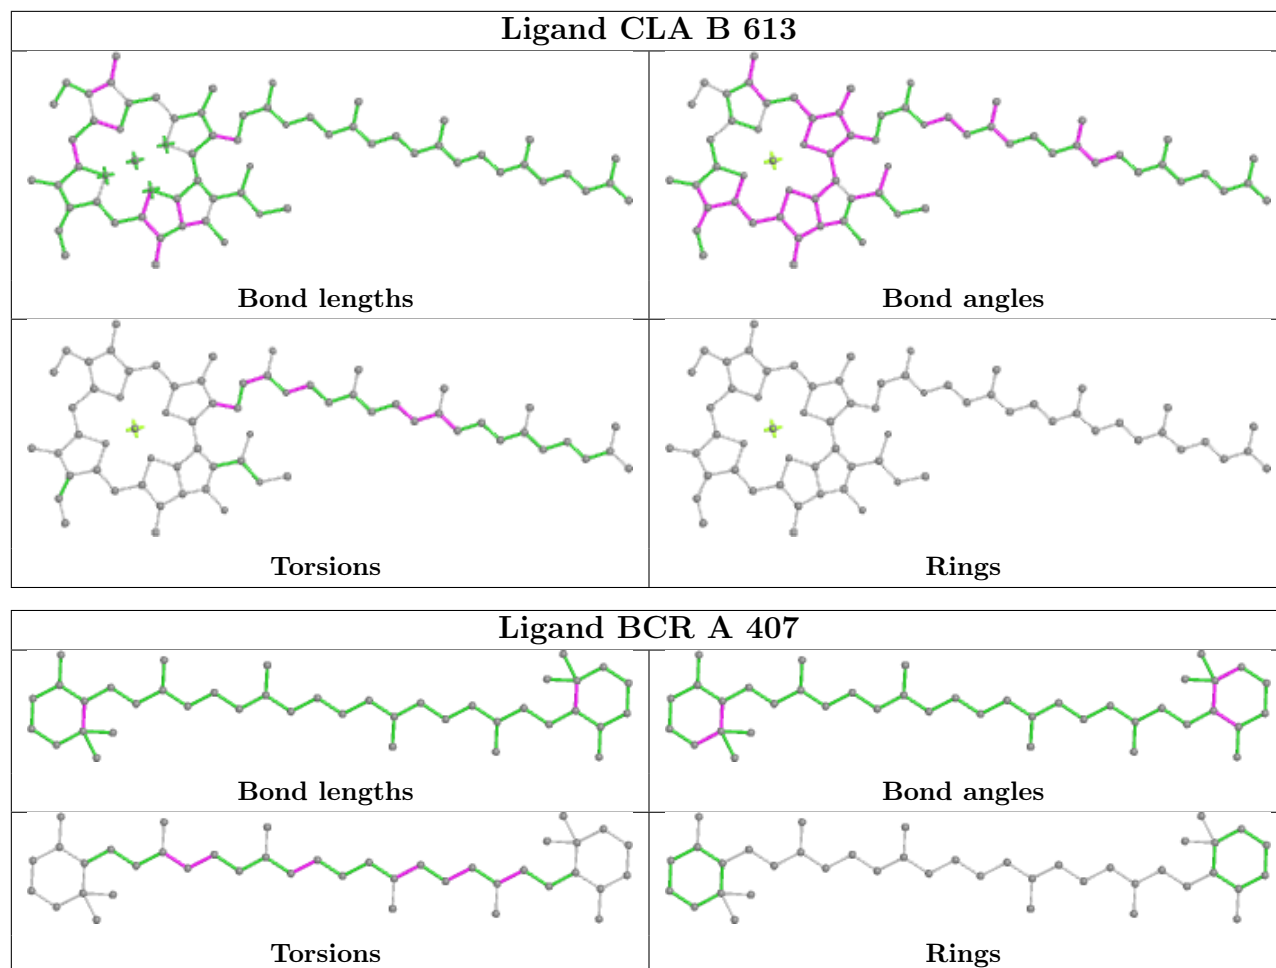 Ligand CLA B 613
Bond lengths
Bond angles
Torsions
Rings
Ligand BCR A 407
Bond lengths
Bond angles
Torsions
Rings